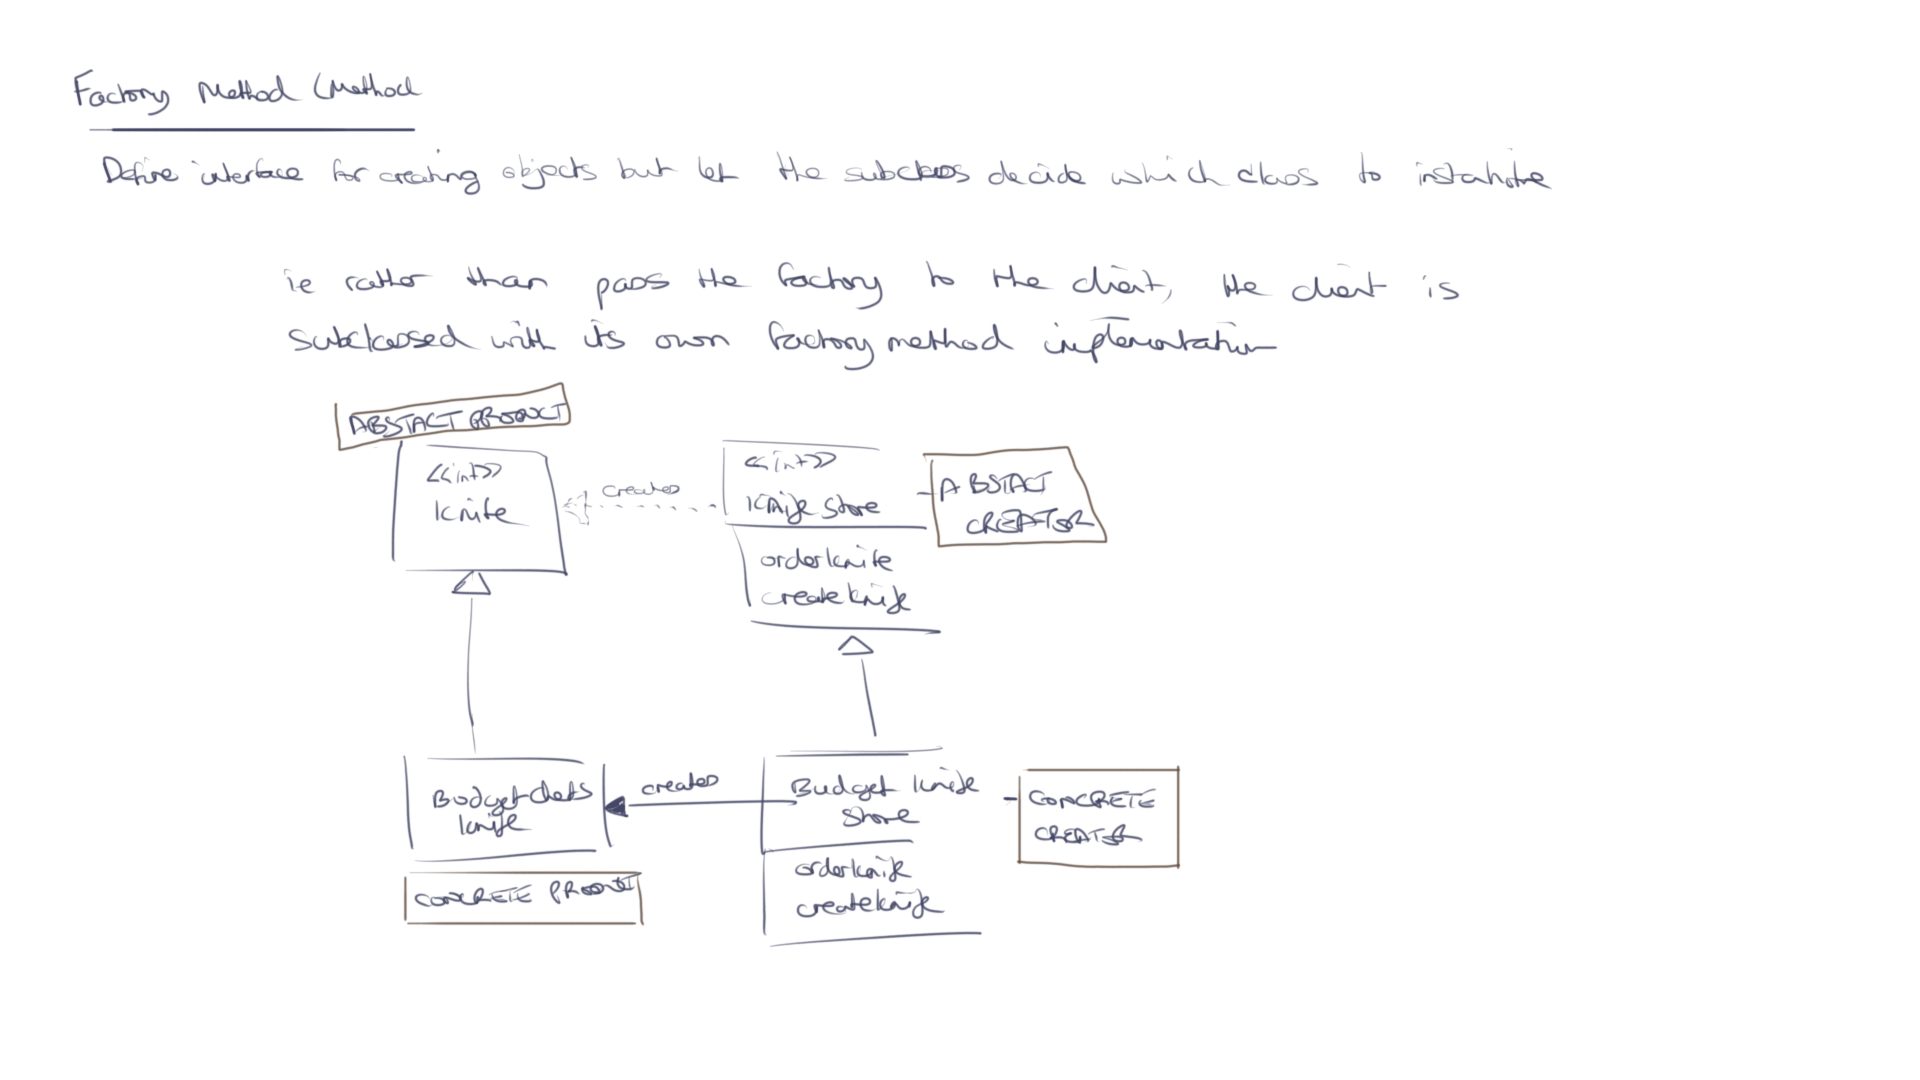 Factory Method (Method
Define interface for creating objects but let the subclass decide which class to instantiate
ie rather than pass the factory to the client, the client is
subclassed with its own factory method implementation
ABSTACT PRODUCT
<<int>>
Knife
creates
<<int>>
Knife Store
orderknife
createknife
ABSTACT
CREATOR
Budget Chefs
knife
creates
Budget knife
Store
orderknife
createknife
CONCRETE
CREATOR
CONCRETE PRODUCT